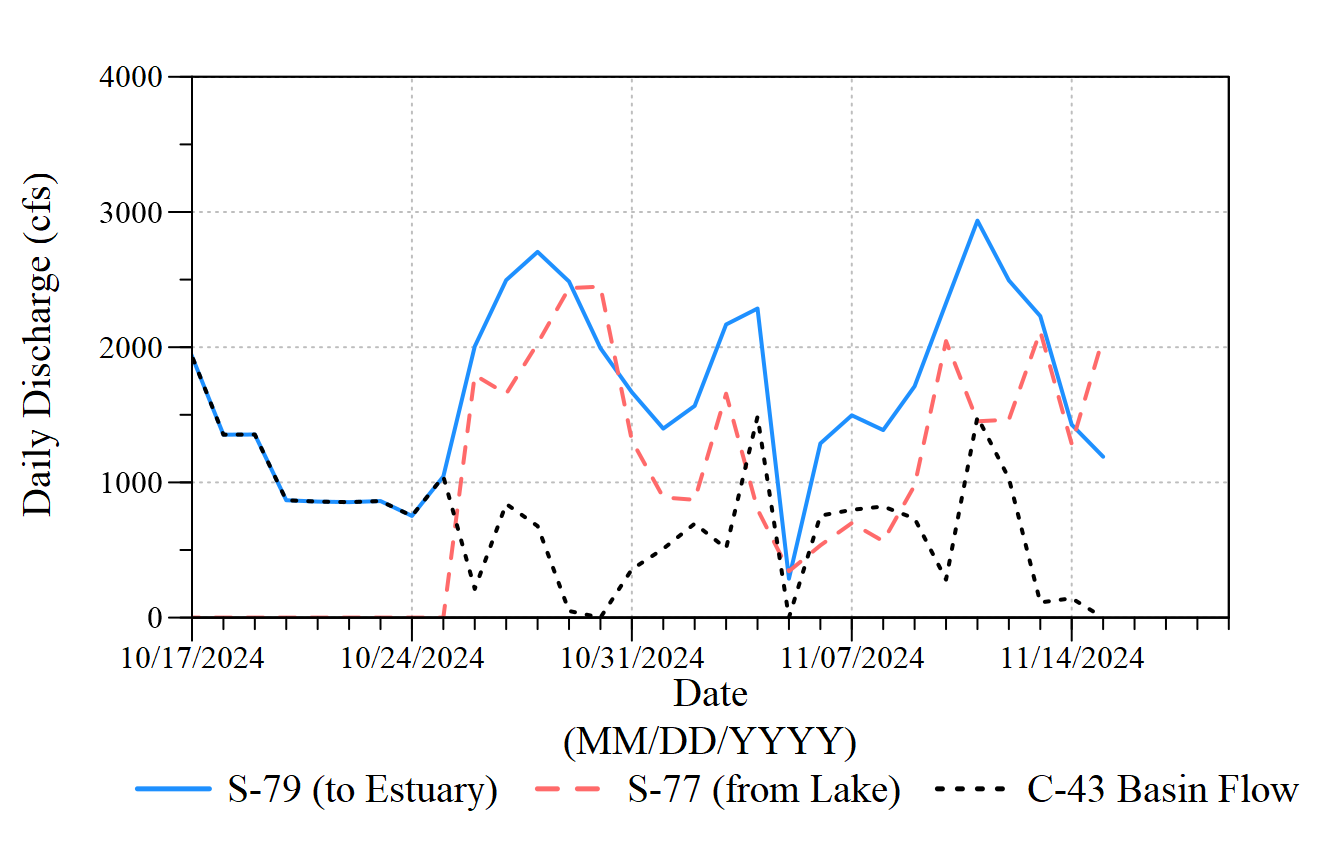 4000
3000
2000
1000
0
Daily Discharge (cfs)
10/17/2024 10/24/2024 10/31/2024 11/07/2024 11/14/2024
Date
(MM/DD/YYYY)
S-79 (to Estuary) S-77 (from Lake) C-43 Basin Flow